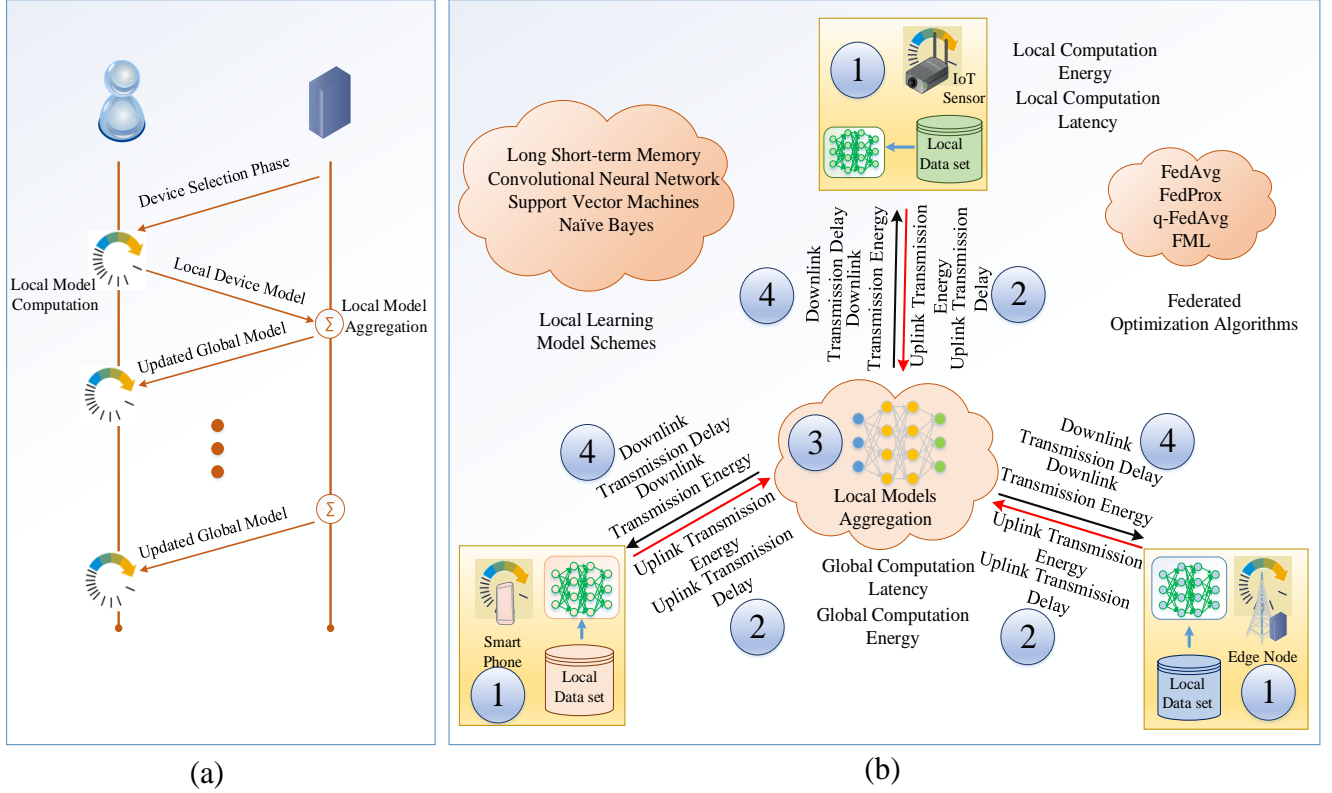 Device Selection Phase
Local Model
Computation
Local Device Model
Σ
Local Model
Aggregation
Updated Global Model
Σ
Updated Global Model
(a)
1
IoT
Sensor
Local
Data set
Local Computation
Energy
Local Computation
Latency
Long Short-term Memory
Convolutional Neural Network
Support Vector Machines
Naïve Bayes
Local Learning
Model Schemes
FedAvg
FedProx
q-FedAvg
FML
Federated
Optimization Algorithms
4
Downlink
Transmission Delay
Downlink
Transmission Energy
Uplink Transmission
Energy
Uplink Transmission
Delay
2
3
Local Models
Aggregation
Global Computation
Latency
Global Computation
Energy
4
Downlink
Transmission Delay
Downlink
Transmission Energy
Uplink Transmission
Energy
Uplink Transmission
Delay
2
Smart
Phone
1
Local
Data set
4
Downlink
Transmission Delay
Downlink
Transmission Energy
Uplink Transmission
Energy
Uplink Transmission
Delay
2
Edge Node
1
Local
Data set
(b)